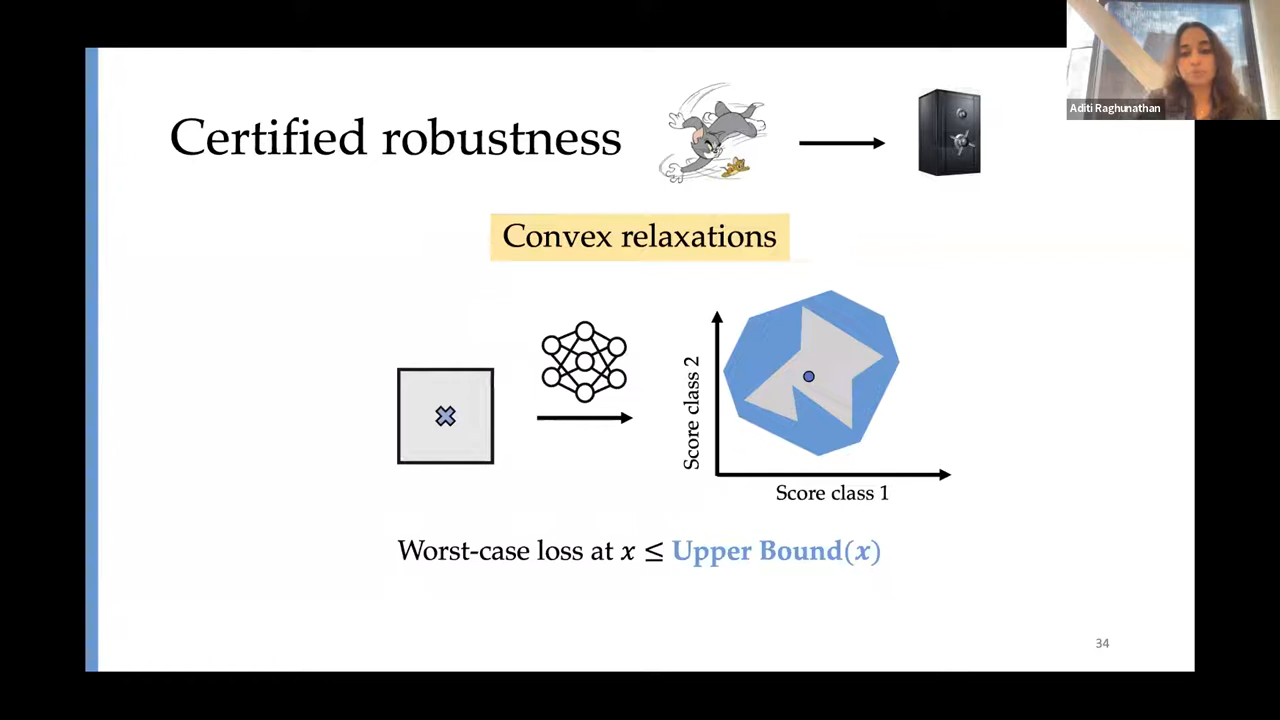 Aditi Raghunathan
Certified robustness
Convex relaxations
Score class 2
Score class 1
Worst-case loss at x ≤ Upper Bound(x)
34